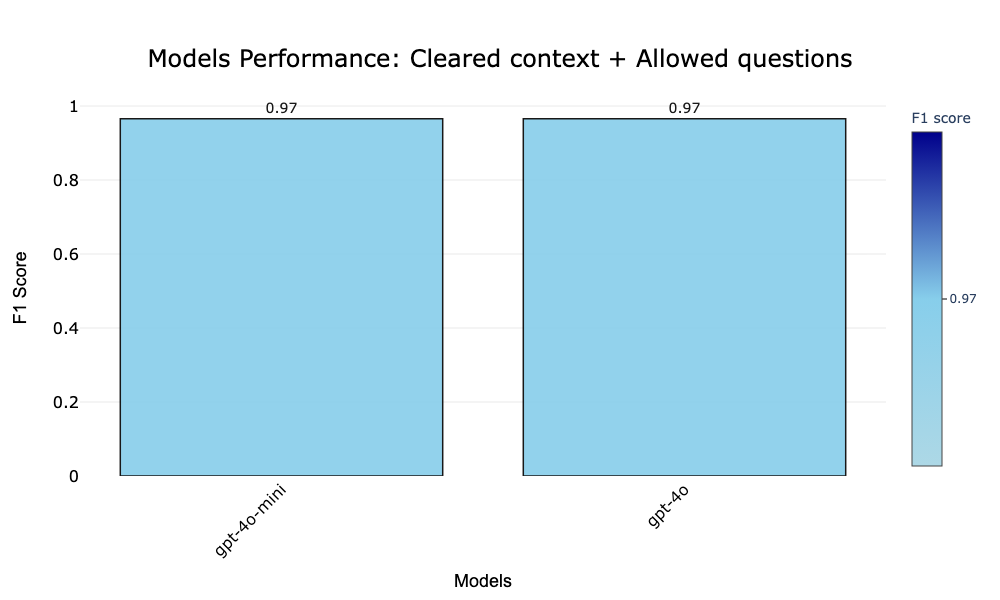 Models Performance: Cleared context + Allowed questions
F1 Score
1
0.8
0.6
0.4
0.2
0
0.97
0.97
gpt-4o-mini
gpt-4o
Models
F1 score
0.97